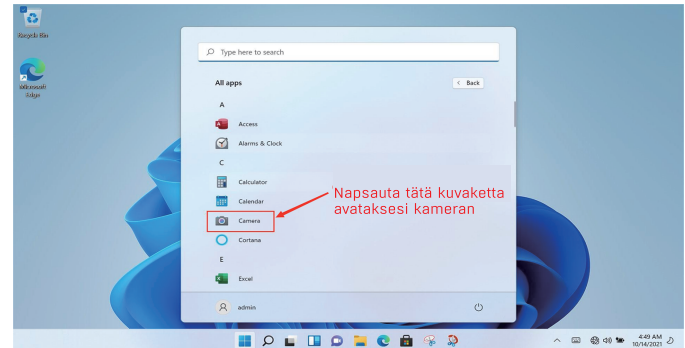 Recycle Bin
Microsoft
Edge
Type here to search
All apps
< Back
A
Access
Alarms & Clock
C
Calculator
Calendar
Camera
Cortana
E
Excel
admin
Napsauta tätä kuvaketta
avataksesi kameran
4:49 AM
10/14/2021